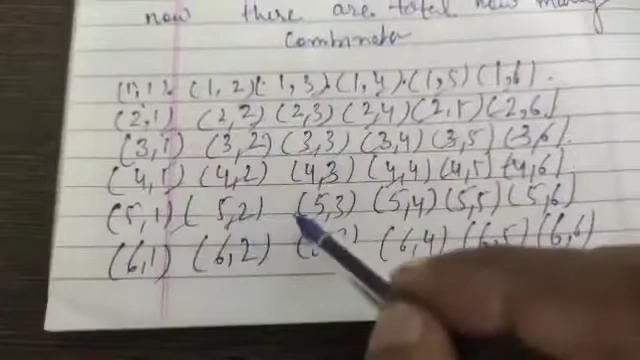 now there are total how many
Combinato
(1,1) (1,2) (1,3) (1,4) (1,5) (1,6).
(2,1) (2,2) (2,3) (2,4) (2,5) (2,6)
(3,1) (3,2) (3,3) (3,4) (3,5) (3,6).
(4,1) (4,2) (4,3) (4,4) (4,5) (4,6)
(5,1) (5,2) (5,3) (5,4) (5,5) (5,6)
(6,1) (6,2) (6,4) (6,5) (6,6)